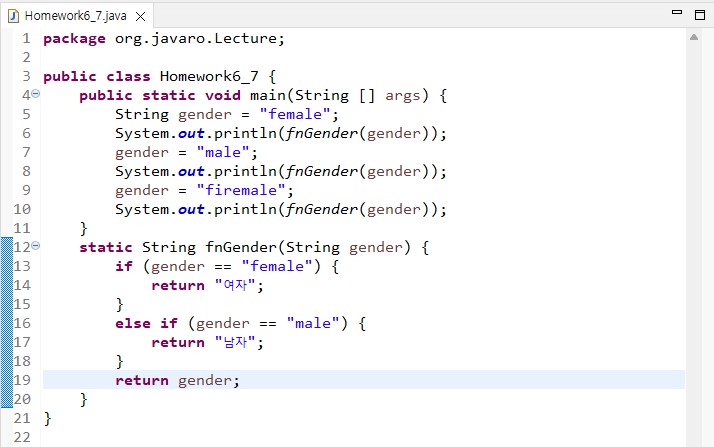 Homework6_7.java
1 package org.javaro.Lecture;
2
3 public class Homework6_7 {
4 public static void main(String [] args) {
5 String gender = "female";
6 System.out.println(fnGender(gender));
7 gender = "male";
8 System.out.println(fnGender(gender));
9 gender = "firemale";
10 System.out.println(fnGender(gender));
11 }
12 static String fnGender(String gender) {
13 if (gender == "female") {
14 return "여자";
15 }
16 else if (gender == "male") {
17 return "남자";
18 }
19 return gender;
20 }
21 }
22